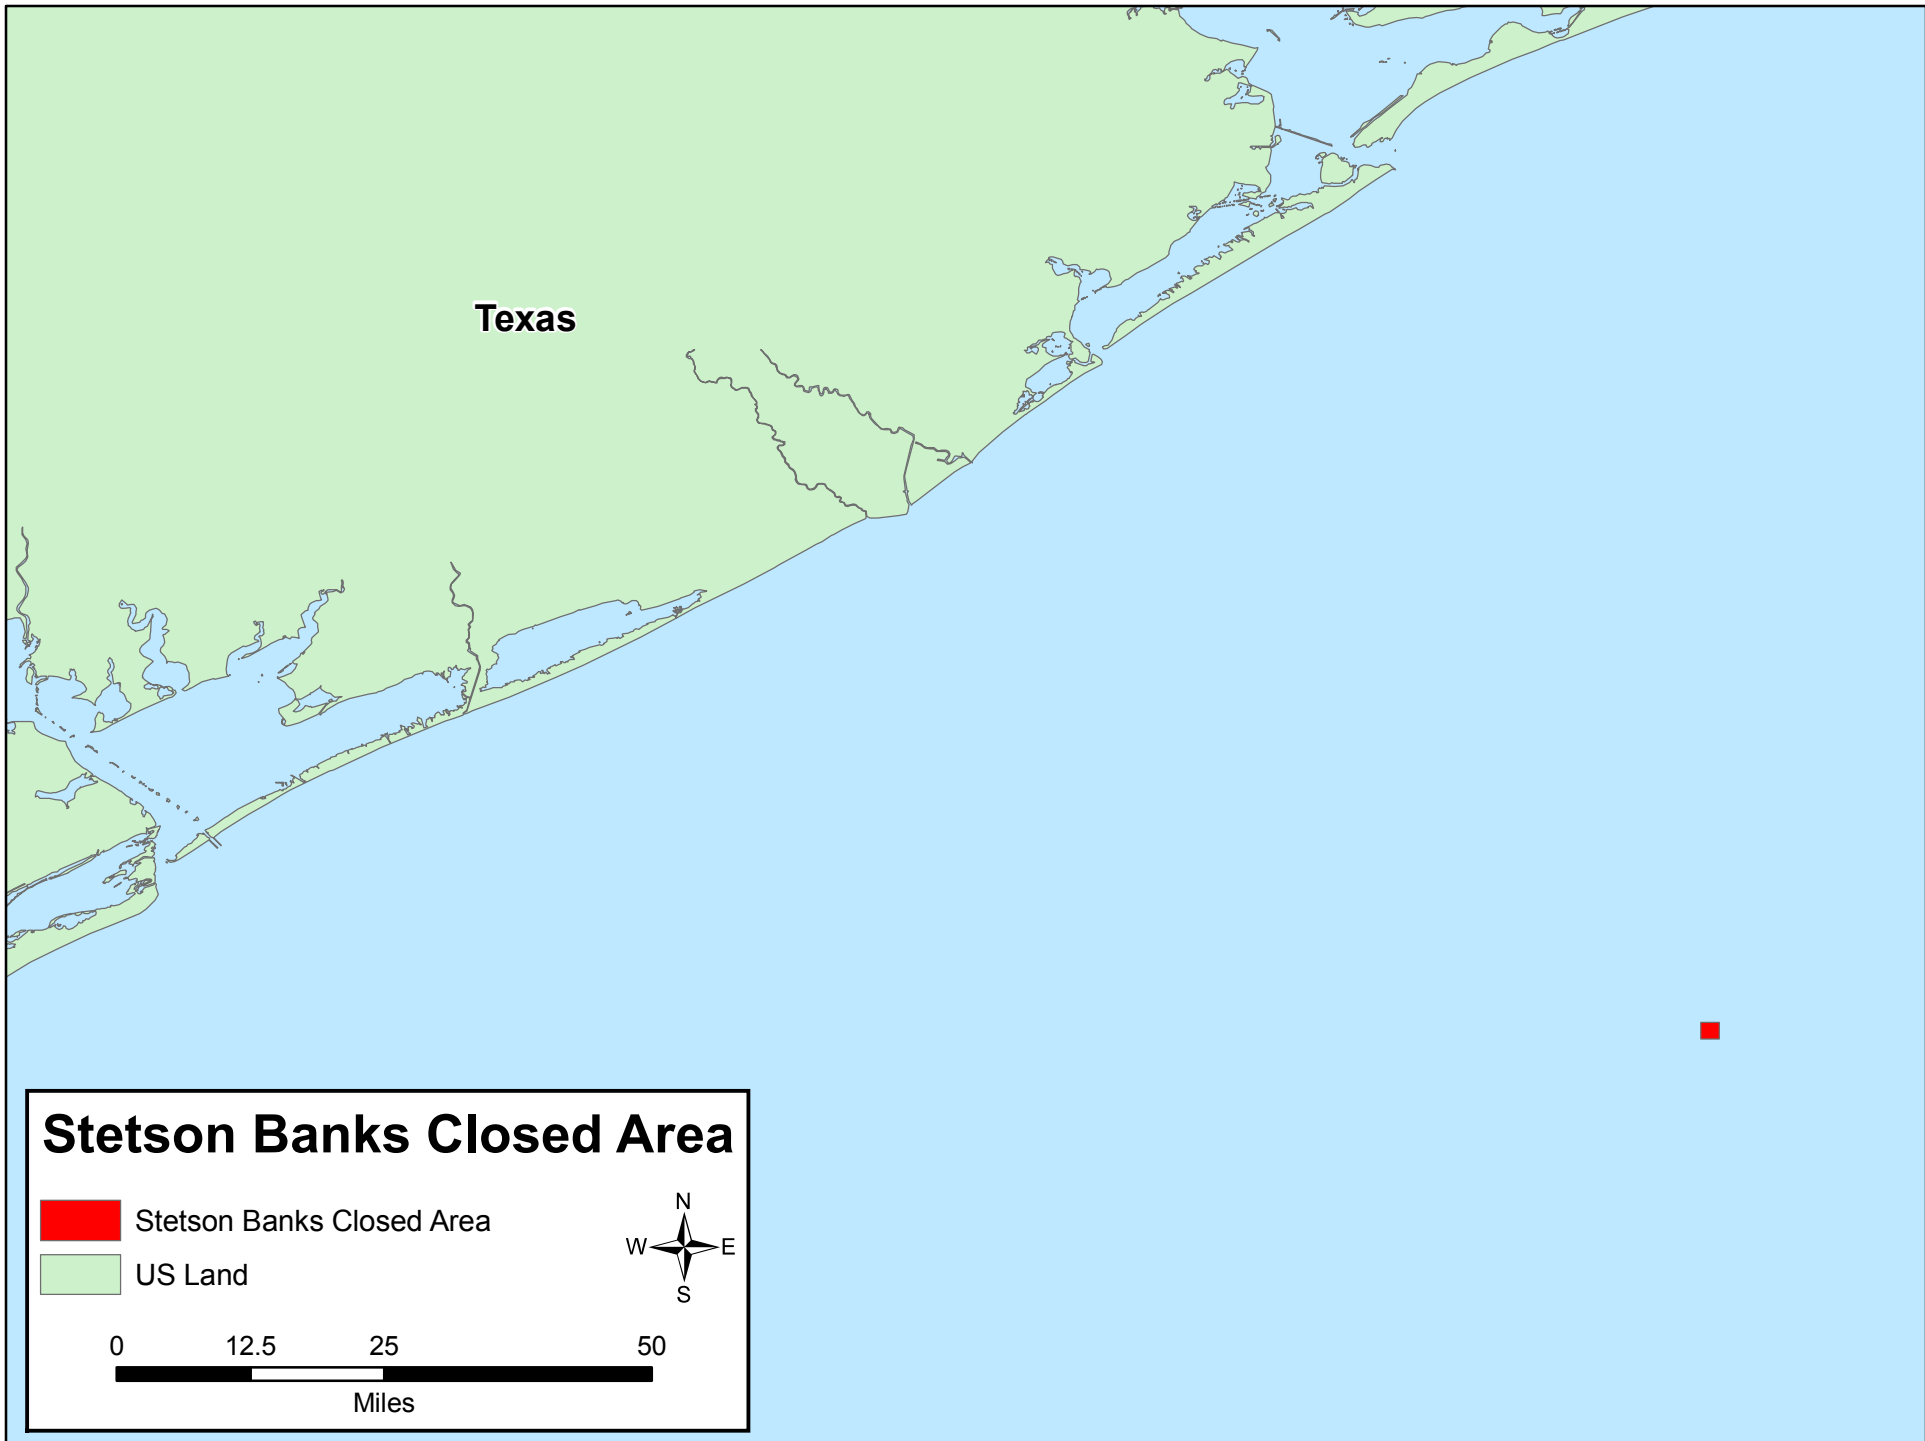 Texas
Stetson Banks Closed Area
Stetson Banks Closed Area
US Land
N
W E
S
0 12.5 25 50
Miles